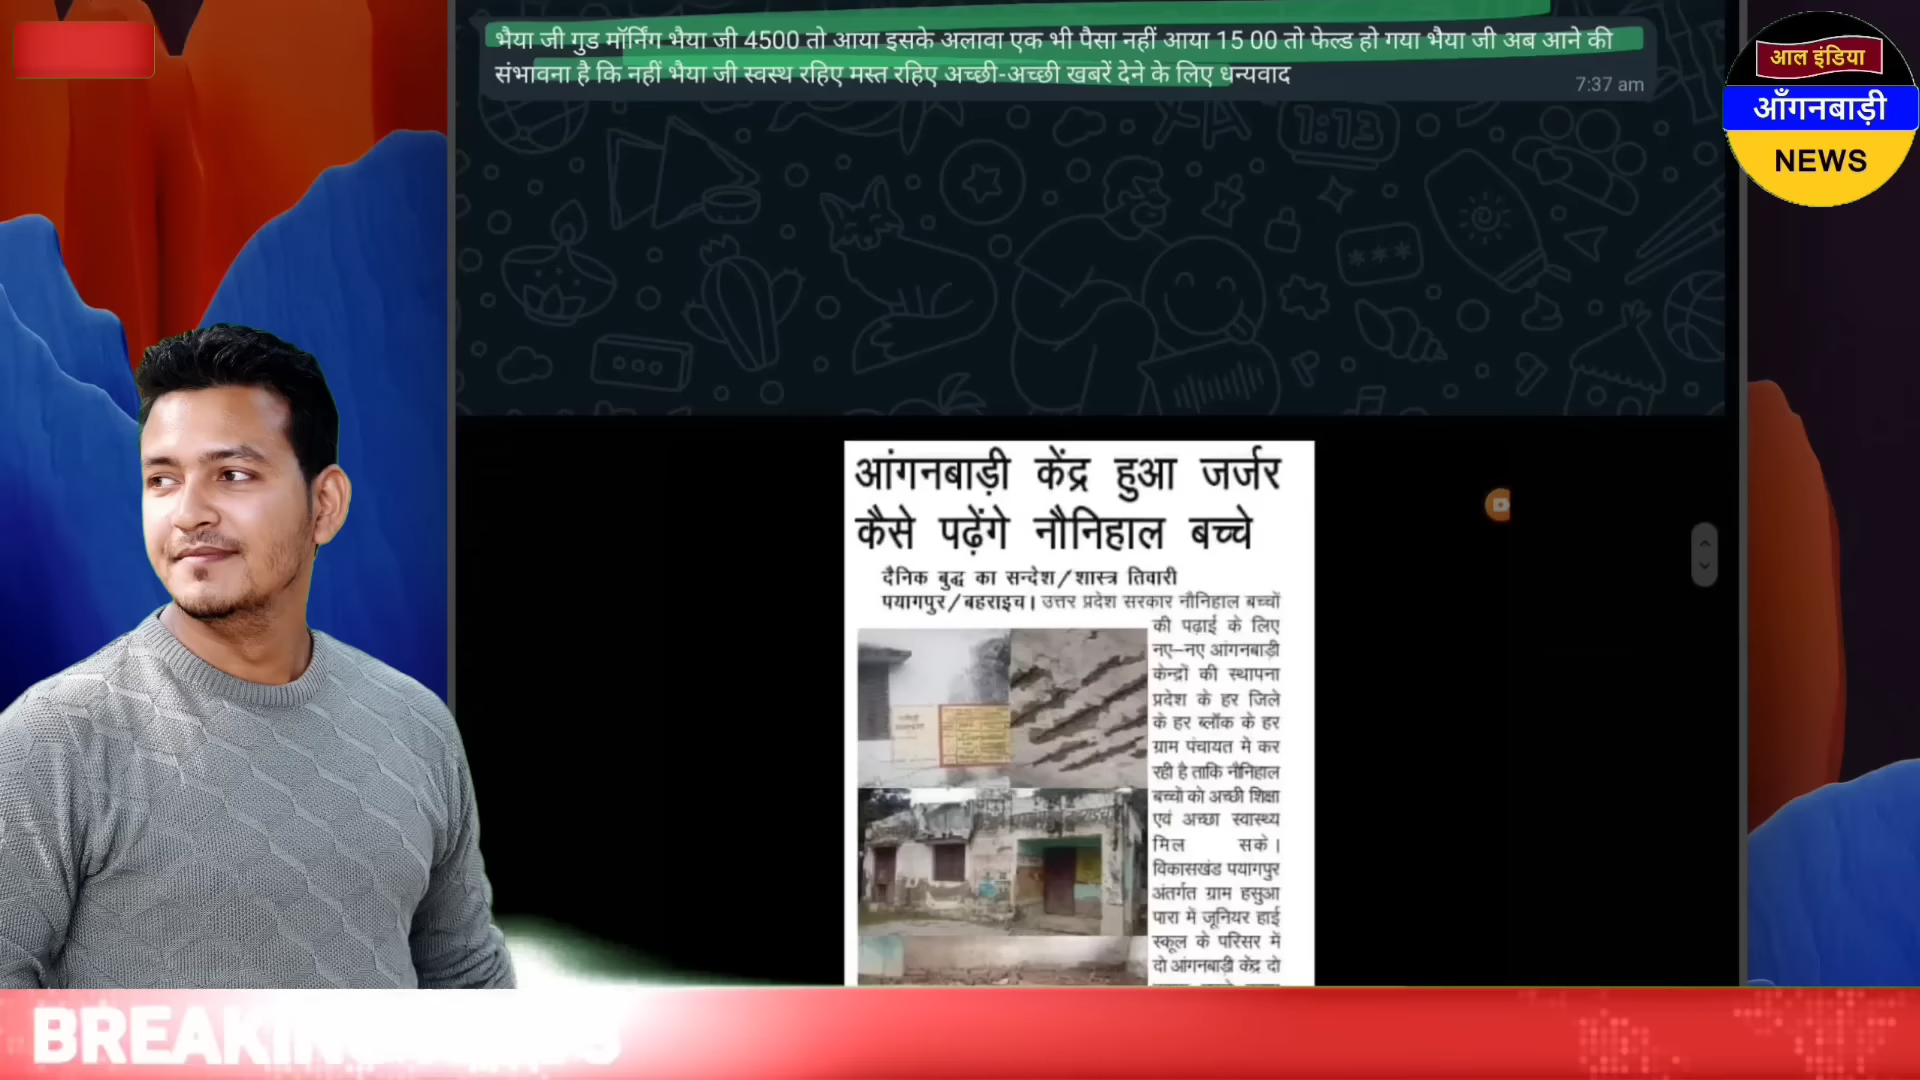 भैया जी गुड मॉर्निंग भैया जी 4500 तो आया इसके अलावा एक भी पैसा नहीं आया 15 00 तो फेल्ड हो गया भैया जी अब आने की
संभावना है कि नहीं भैया जी स्वस्थ रहिए मस्त रहिए अच्छी-अच्छी खबरें देने के लिए धन्यवाद
7:37 am
आल इंडिया
आँगनबाड़ी
NEWS
आंगनबाड़ी केंद्र हुआ जर्जर
कैसे पढ़ेंगे नौनिहाल बच्चे
दैनिक बुद्ध का सन्देश/शास्त्र तिवारी
पयागपुर/बहराइच। उत्तर प्रदेश सरकार नौनिहाल बच्चों
की पढ़ाई के लिए
नए–नए आंगनबाड़ी
केन्द्रों की स्थापना
प्रदेश के हर जिले
के हर ब्लॉक के हर
ग्राम पंचायत में कर
रही है ताकि नौनिहाल
बच्चों को अच्छी शिक्षा
एवं अच्छा स्वास्थ्य
मिल सके।
विकासखंड पयागपुर
अंतर्गत ग्राम हसुआ
पारा में जूनियर हाई
स्कूल के परिसर में
दो आंगनबाड़ी केंद्र दो
BREAKING NEWS